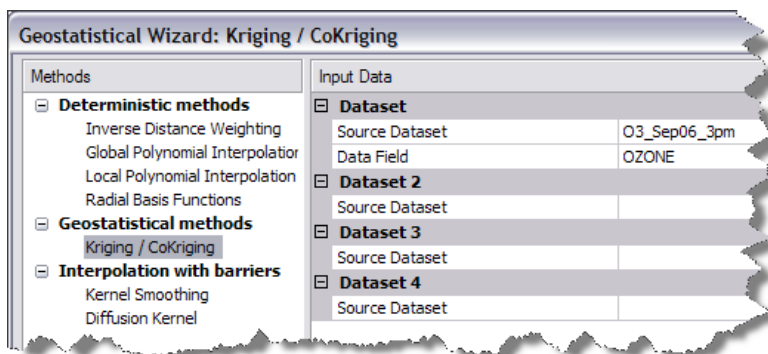 Geostatistical Wizard: Kriging / CoKriging
Methods
Deterministic methods
Inverse Distance Weighting
Global Polynomial Interpolation
Local Polynomial Interpolation
Radial Basis Functions
Geostatistical methods
Kriging / CoKriging
Interpolation with barriers
Kernel Smoothing
Diffusion Kernel
Input Data
Dataset
Source Dataset O3_Sep06_3pm
Data Field OZONE
Dataset 2
Source Dataset
Dataset 3
Source Dataset
Dataset 4
Source Dataset